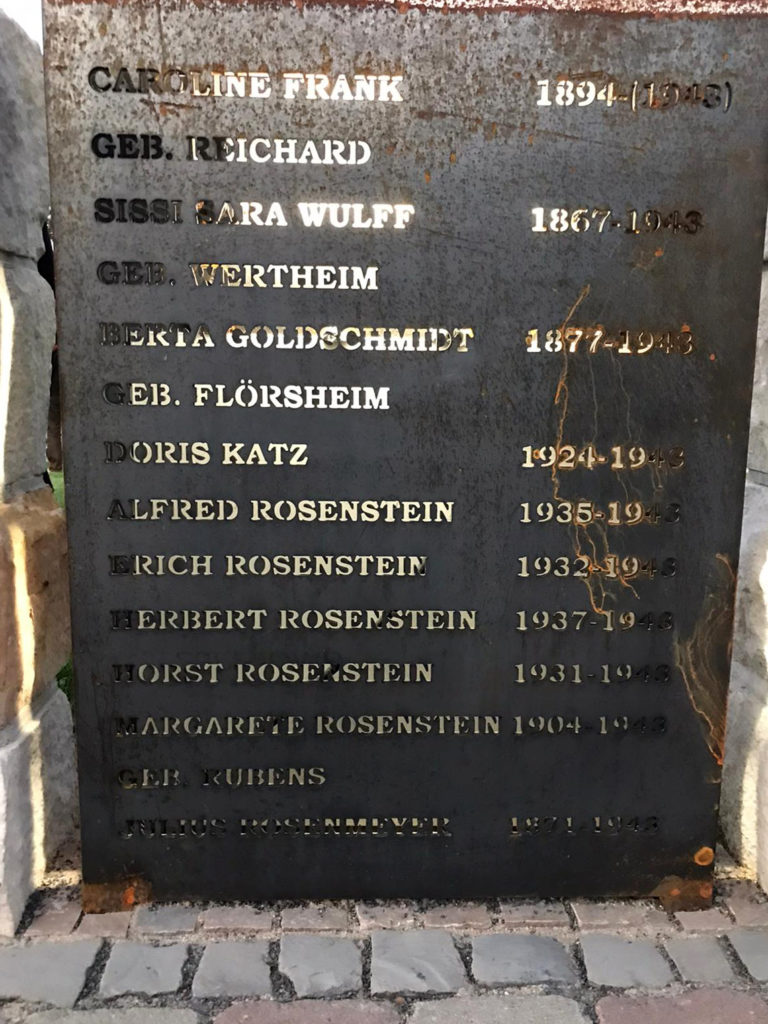 CAROLINE FRANK 1894-(1943)
GEB. REICHARD
SISSI SARA WULFF 1867-1943
GEB. WERTHEIM
BERTA GOLDSCHMIDT 1877-1943
GEB. FLÖRSHEIM
DORIS KATZ 1924-1943
ALFRED ROSENSTEIN 1935-1943
ERICH ROSENSTEIN 1932-1943
HERBERT ROSENSTEIN 1937-1943
HORST ROSENSTEIN 1931-1943
MARGARETE ROSENSTEIN 1904-1943
GEB. RUBENS
JULIUS ROSENMEYER 1871-1943